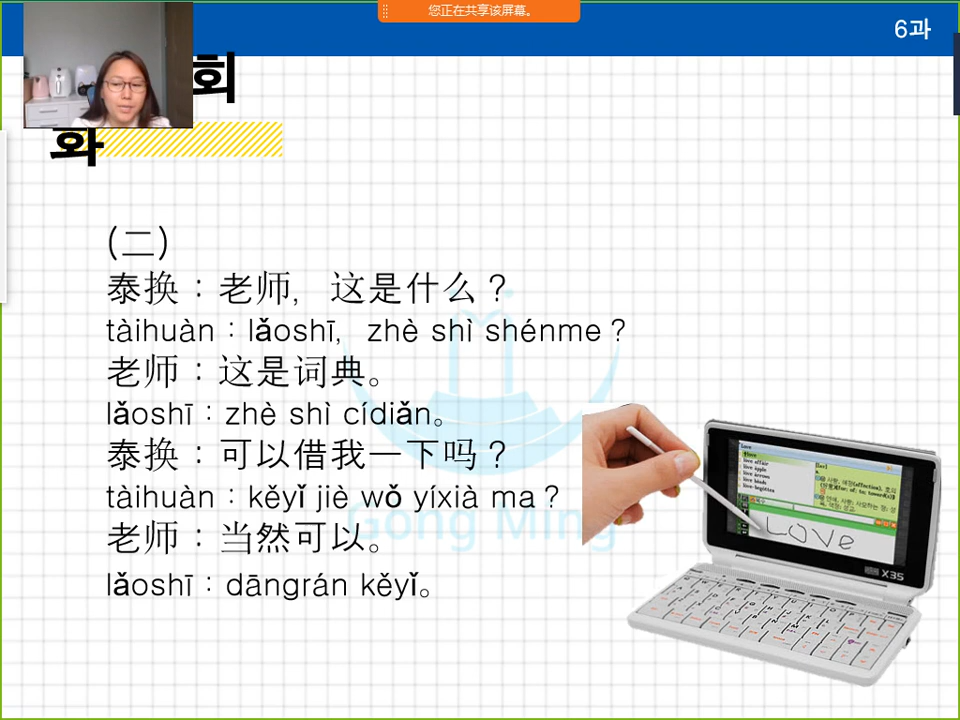 您正在共享该屏幕。
6과
회
화
(二)
泰换：老师，这是什么？
tàihuàn：lǎoshī，zhè shì shénme？
老师：这是词典。
lǎoshī：zhè shì cídiǎn。
泰换：可以借我一下吗？
tàihuàn：kěyǐ jiè wǒ yíxià ma？
老师：当然可以。
lǎoshī：dāngrán kěyǐ。
Gong Ming
LOVE
X35